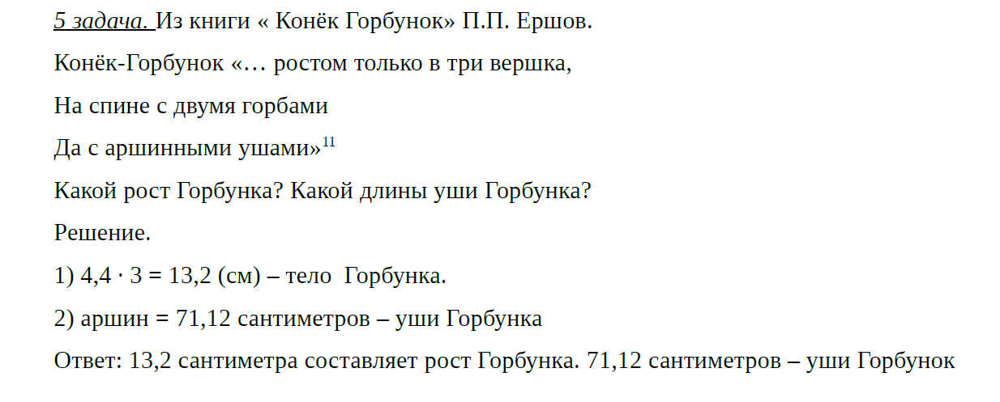 5 задача. Из книги « Конёк Горбунок» П.П. Ершов.
Конёк-Горбунок «… ростом только в три вершка,
На спине с двумя горбами
Да с аршинными ушами»11
Какой рост Горбунка? Какой длины уши Горбунка?
Решение.
1) 4,4 · 3 = 13,2 (см) – тело  Горбунка.
2) аршин = 71,12 сантиметров – уши Горбунка
Ответ: 13,2 сантиметра составляет рост Горбунка. 71,12 сантиметров – уши Горбунок